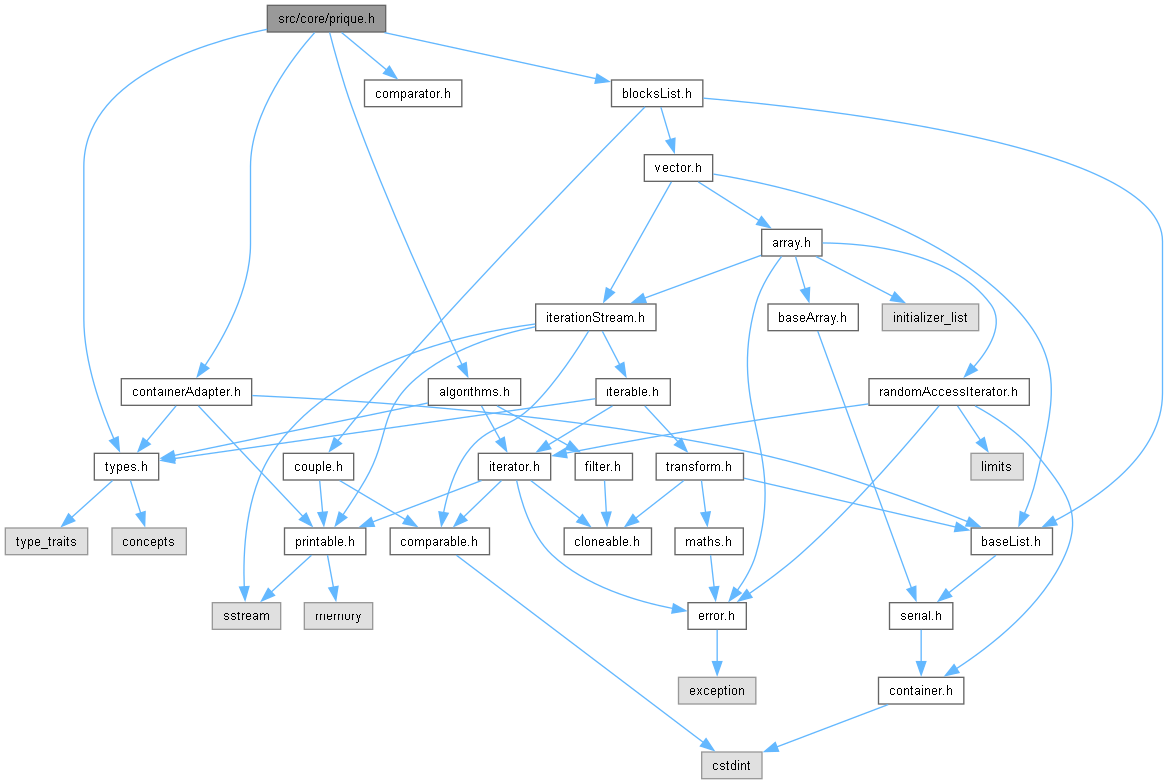 src/core/prique.h
comparator.h
blocksList.h
vector.h
array.h
iterationStream.h
baseArray.h
initializer_list
containerAdapter.h
algorithms.h
iterable.h
randomAccessIterator.h
types.h
couple.h
iterator.h
filter.h
transform.h
limits
type_traits
concepts
printable.h
comparable.h
cloneable.h
maths.h
baseList.h
sstream
memory
error.h
serial.h
exception
container.h
cstdint